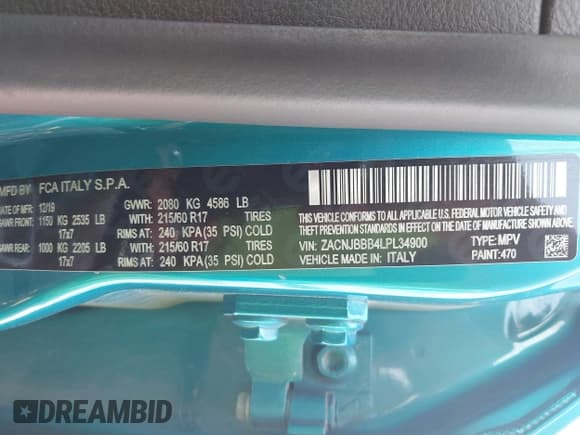 MFD BY FCA ITALY S.P.A.
12/19 GVWR: 2080 KG 4586 LB
GAWR FRONT: 1150 KG 2535 LB WITH: 215/60 R17 TIRES
17x7 RIMS AT: 240 KPA(35 PSI) COLD
GAWR REAR: 1000 KG 2205 LB WITH: 215/60 R17 TIRES
17x7 RIMS AT: 240 KPA(35 PSI) COLD
THIS VEHICLE CONFORMS TO ALL APPLICABLE U.S.
FEDERAL MOTOR VEHICLE SAFETY, BUMPER AND THEFT
PREVENTION STANDARDS IN EFFECT ON THE DATE OF MFR. SHOWN.
VIN: ZACNJBBB4LPL34900 TYPE: MPV
VEHICLE MADE IN: ITALY PAINT: 470
DREAMBID